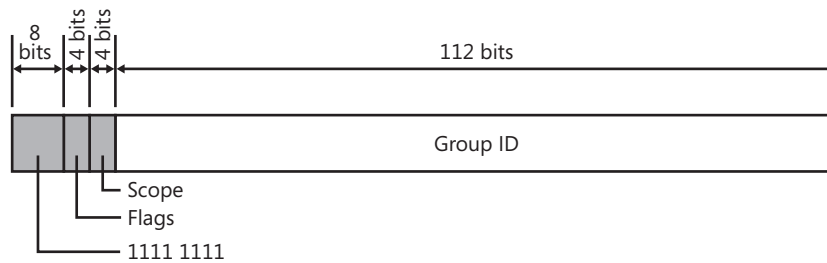 8
bits
4 bits
4 bits
112 bits
Group ID
Scope
Flags
1111 1111